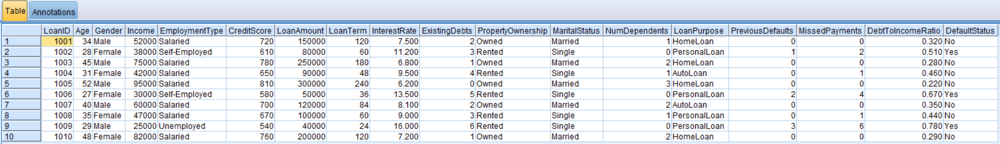 Table Annotations
LoanID Age Gender Income EmploymentType CreditScore LoanAmount LoanTerm InterestRate ExistingDebts PropertyOwnership MaritalStatus NumDependents LoanPurpose PreviousDefaults MissedPayments DebtToIncomeRatio DefaultStatus
1 1001 34 Male 52000 Salaried 720 150000 120 7.500 2 Owned Married 1 HomeLoan 0 0 0.320 No
2 1002 28 Female 38000 Self-Employed 610 80000 60 11.200 3 Rented Single 0 PersonalLoan 1 2 0.510 Yes
3 1003 45 Male 75000 Salaried 780 250000 180 6.800 1 Owned Married 2 HomeLoan 0 0 0.280 No
4 1004 31 Female 42000 Salaried 650 90000 48 9.500 4 Rented Single 1 AutoLoan 0 1 0.460 No
5 1005 52 Male 95000 Salaried 810 300000 240 6.200 0 Owned Married 3 HomeLoan 0 0 0.220 No
6 1006 27 Female 30000 Self-Employed 580 50000 36 13.500 5 Rented Single 0 PersonalLoan 2 4 0.670 Yes
7 1007 40 Male 60000 Salaried 700 120000 84 8.100 2 Owned Married 2 AutoLoan 0 0 0.350 No
8 1008 35 Female 47000 Salaried 670 100000 60 9.000 3 Rented Single 1 PersonalLoan 0 1 0.440 No
9 1009 29 Male 25000 Unemployed 540 40000 24 16.000 6 Rented Single 0 PersonalLoan 3 6 0.780 Yes
10 1010 48 Female 82000 Salaried 760 200000 120 7.200 1 Owned Married 2 HomeLoan 0 0 0.290 No